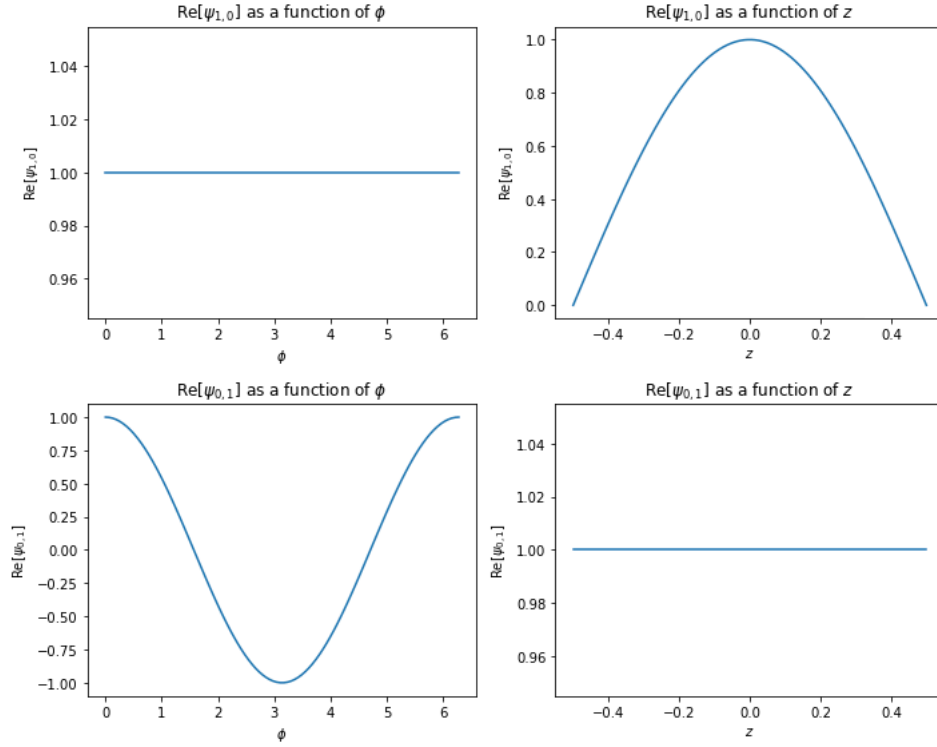 Re[ψ1,0] as a function of ϕ
Re[ψ1,0]
1.04
1.02
1.00
0.98
0.96
0 1 2 3 4 5 6
ϕ
Re[ψ1,0] as a function of z
Re[ψ1,0]
1.0
0.8
0.6
0.4
0.2
0.0
−0.4 −0.2 0.0 0.2 0.4
z
Re[ψ0,1] as a function of ϕ
Re[ψ0,1]
1.00
0.75
0.50
0.25
0.00
−0.25
−0.50
−0.75
−1.00
0 1 2 3 4 5 6
ϕ
Re[ψ0,1] as a function of z
Re[ψ0,1]
1.04
1.02
1.00
0.98
0.96
−0.4 −0.2 0.0 0.2 0.4
z